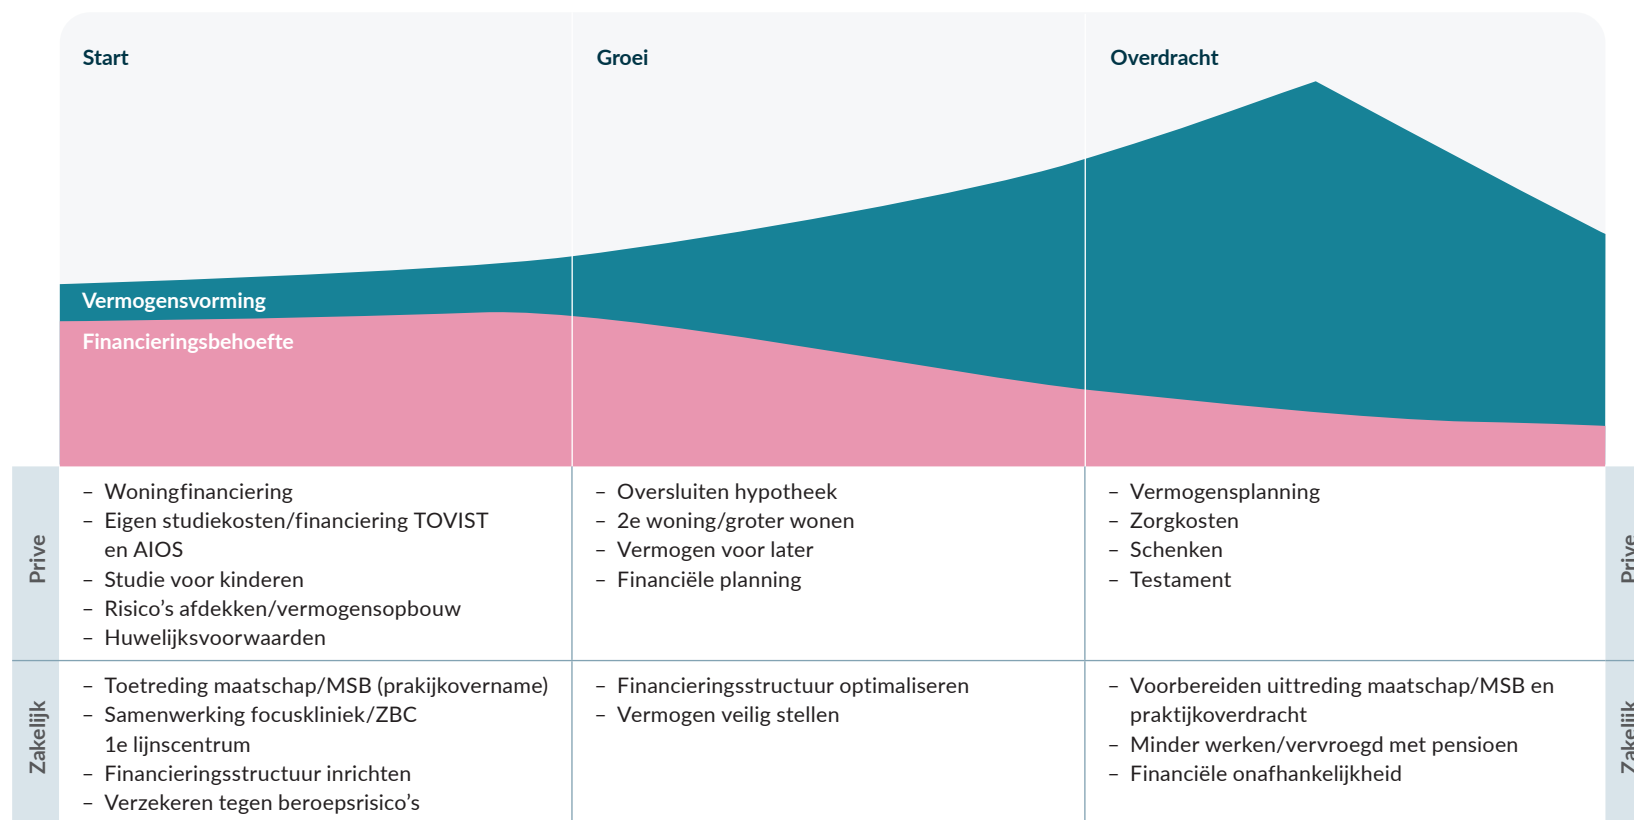 Start
Groei
Overdracht
Vermogensvorming
Financieringsbehoefte
Prive
– Woningfinanciering
– Eigen studiekosten/financiering TOVIST
en AIOS
– Studie voor kinderen
– Risico’s afdekken/vermogensopbouw
– Huwelijksvoorwaarden
– Oversluiten hypotheek
– 2e woning/groter wonen
– Vermogen voor later
– Financiële planning
– Vermogensplanning
– Zorgkosten
– Schenken
– Testament
Prive
Zakelijk
– Toetreding maatschap/MSB (prakijkovername)
– Samenwerking focuskliniek/ZBC
1e lijnscentrum
– Financieringsstructuur inrichten
– Verzekeren tegen beroepsrisico’s
– Financieringsstructuur optimaliseren
– Vermogen veilig stellen
– Voorbereiden uittreding maatschap/MSB en
praktijkoverdracht
– Minder werken/vervroegd met pensioen
– Financiële onafhankelijkheid
Zakelijk